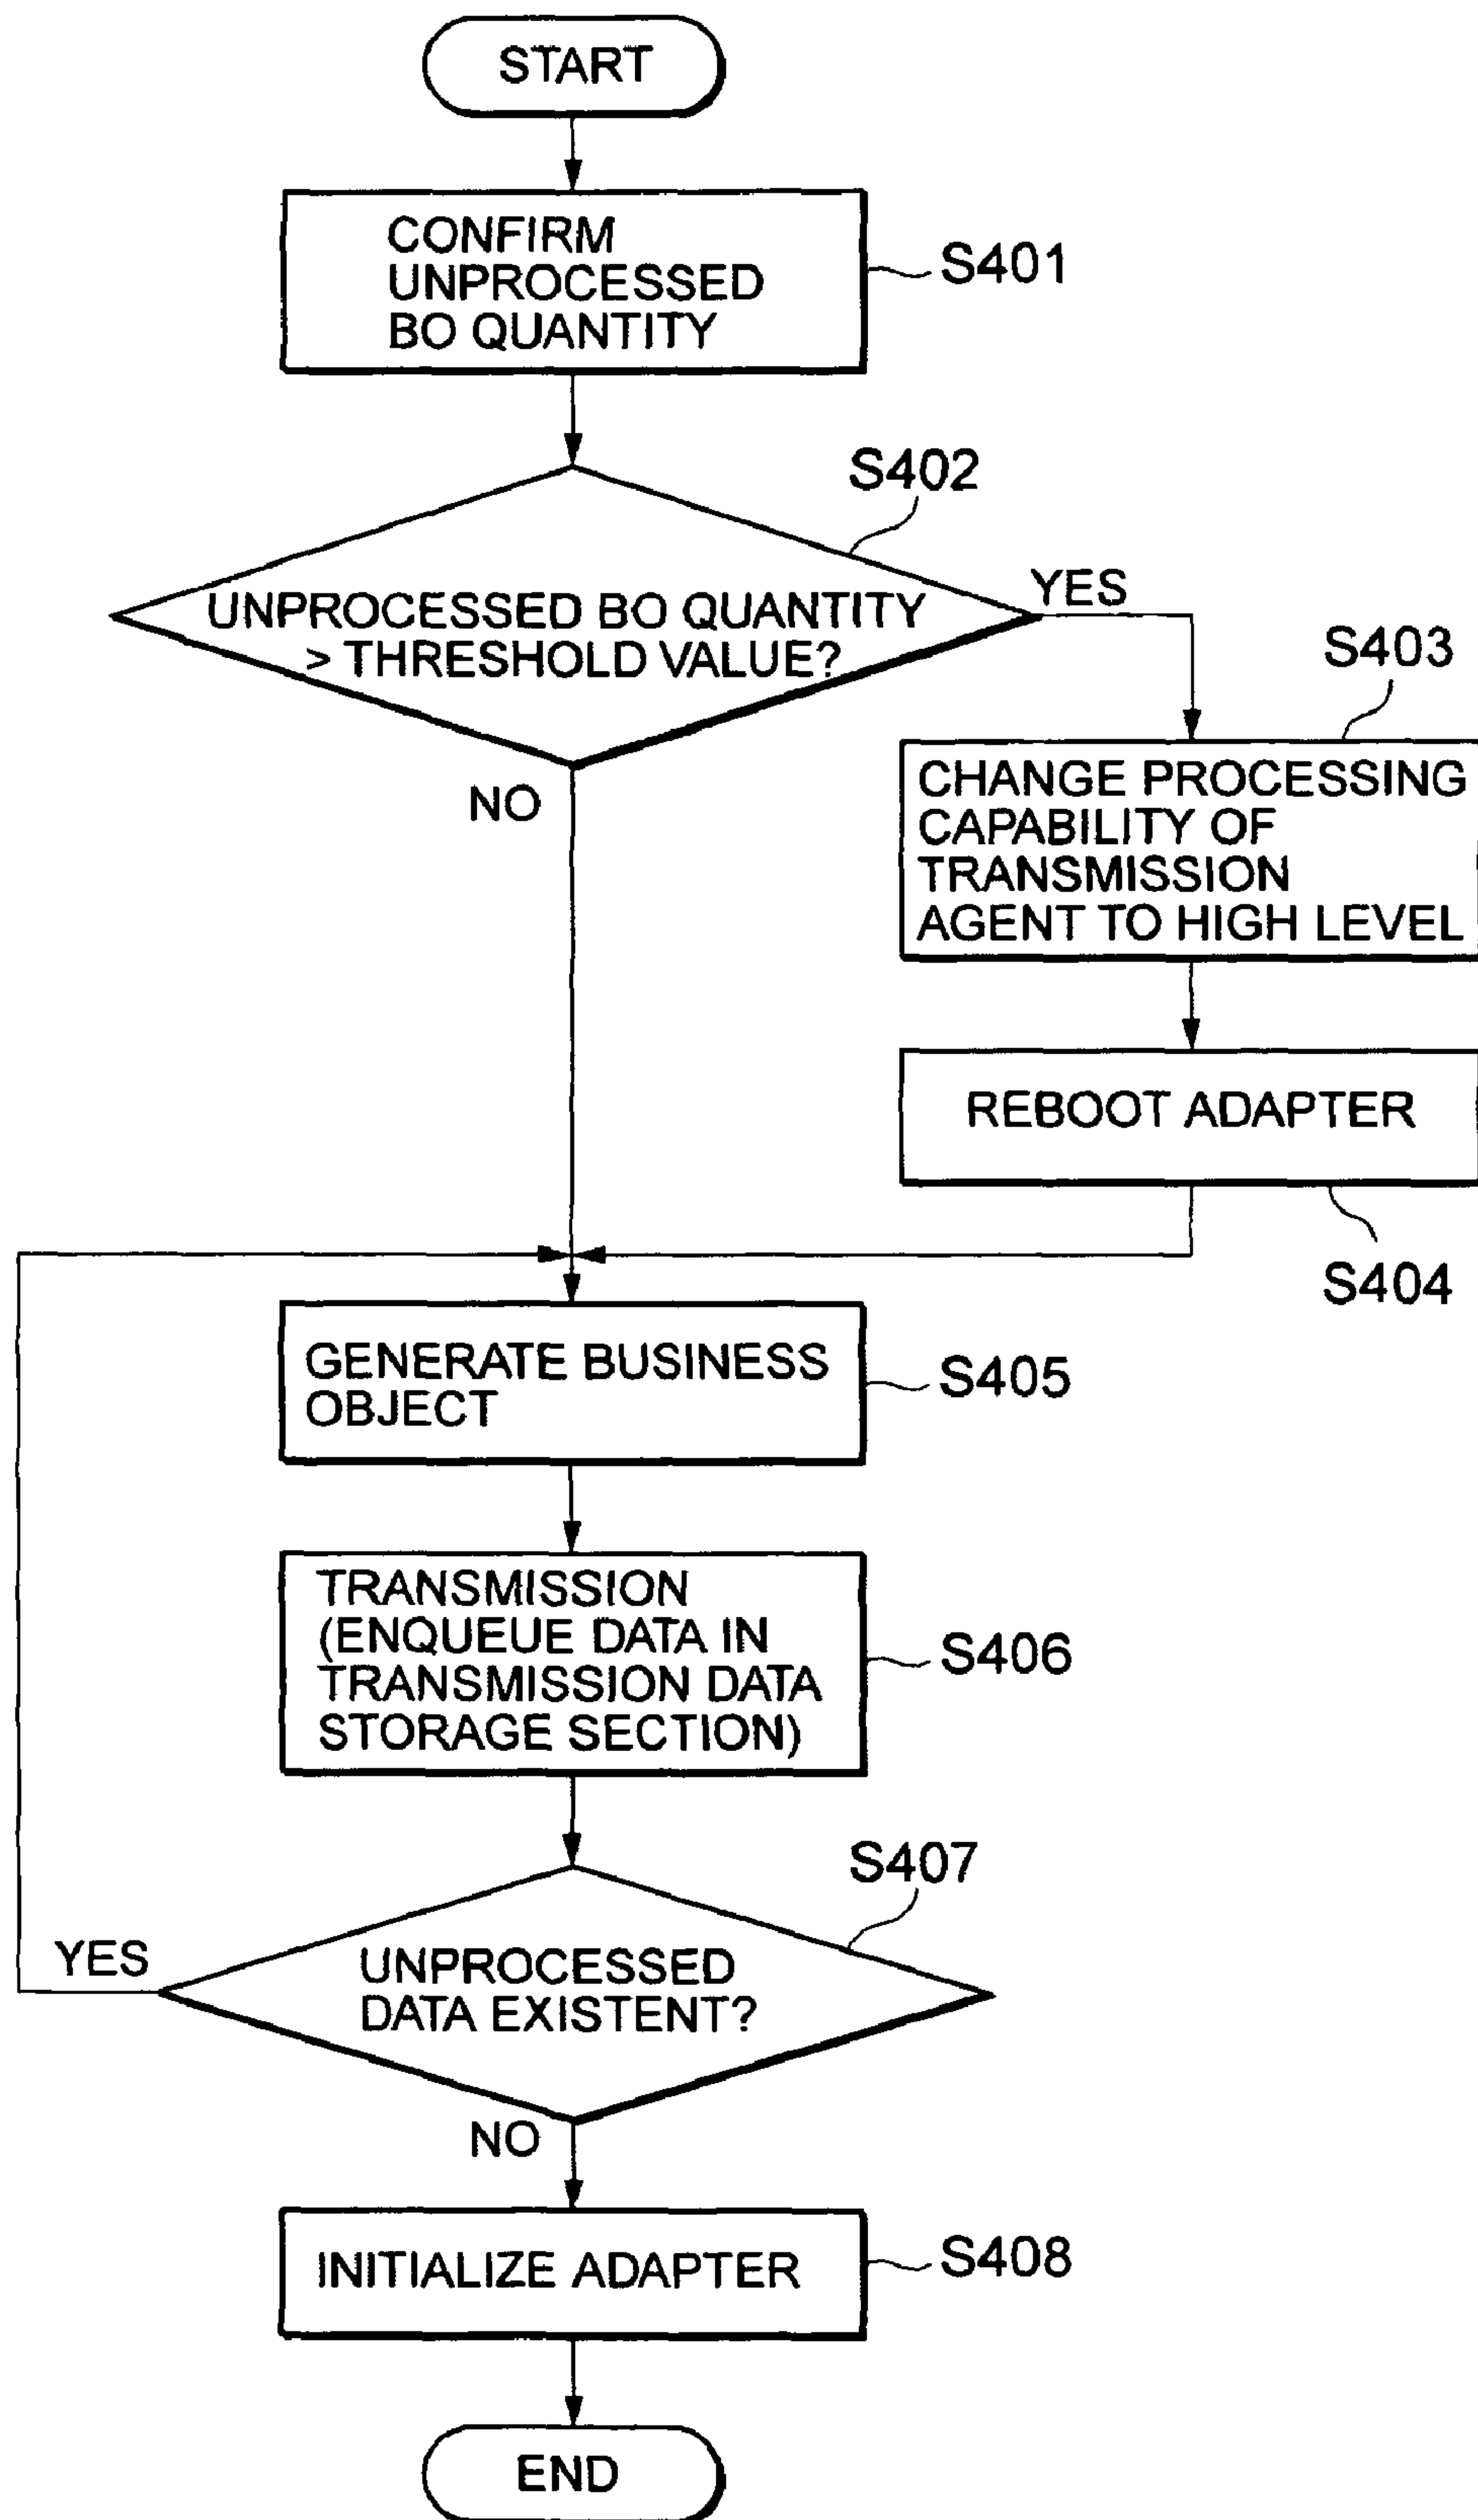 START
CONFIRM
UNPROCESSED
BO QUANTITY
S401
S402
UNPROCESSED BO QUANTITY
> THRESHOLD VALUE?
YES
NO
S403
CHANGE PROCESSING
CAPABILITY OF
TRANSMISSION
AGENT TO HIGH LEVEL
REBOOT ADAPTER
S404
GENERATE BUSINESS
OBJECT
S405
TRANSMISSION
(ENQUEUE DATA IN
TRANSMISSION DATA
STORAGE SECTION)
S406
S407
UNPROCESSED
DATA EXISTENT?
YES
NO
INITIALIZE ADAPTER
S408
END